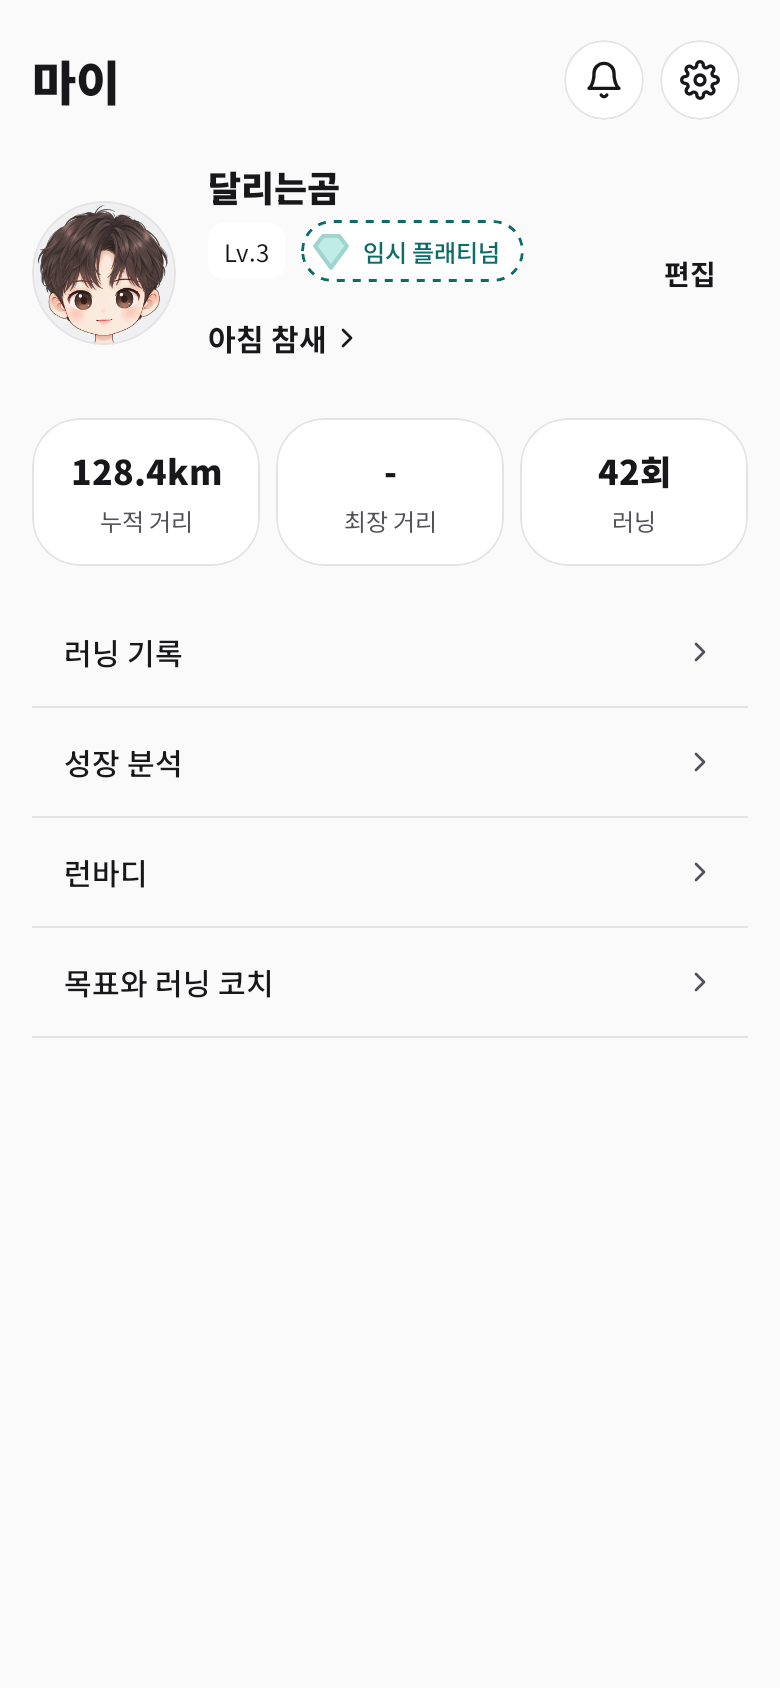 마이
달리는곰
Lv.3 임시 플래티넘
편집
아침 참새
128.4km
누적 거리
-
최장 거리
42회
러닝
러닝 기록
성장 분석
런바디
목표와 러닝 코치